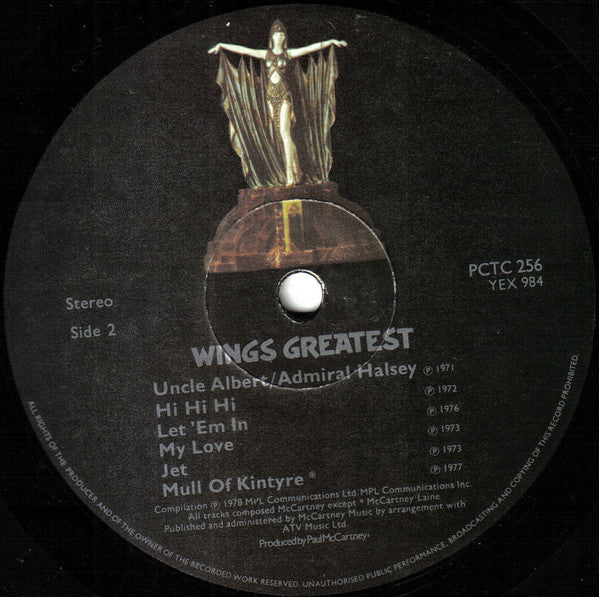 Stereo
Side 2
PCTC 256
YEX 984
WINGS GREATEST
Uncle Albert/Admiral Halsey ℗ 1971
Hi Hi Hi ℗ 1972
Let 'Em In ℗ 1976
My Love ℗ 1973
Jet ℗ 1973
Mull Of Kintyre * ℗ 1977
Compilation ℗ 1978 MPL Communications Ltd. MPL Communications Inc.
All tracks composed McCartney except * McCartney Laine
Published and administered by McCartney Music by arrangement with
ATV Music Ltd.
Produced by Paul McCartney
ALL RIGHTS OF THE PRODUCER AND OF THE OWNER OF THE RECORDED WORK RESERVED. UNAUTHORISED PUBLIC PERFORMANCE, BROADCASTING AND COPYING OF THIS RECORD PROHIBITED.